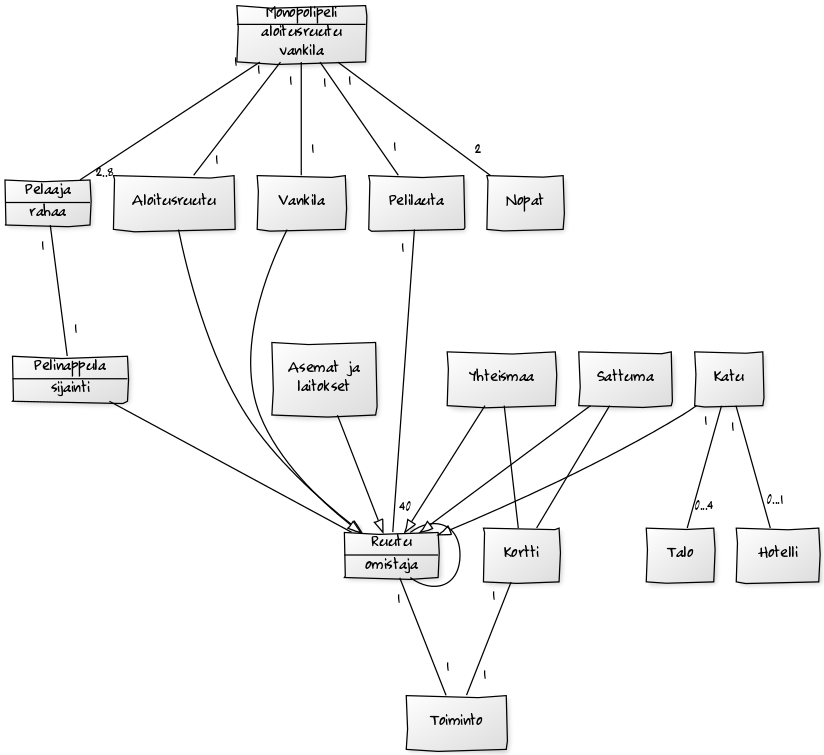 Monopolipeli
aloitusruutu
vankila
1
1
1
1
1
2..8
1
1
1
2
Pelaaja
rahaa
Aloitusruutu
Vankila
Pelilauta
Nopat
1
1
1
Pelinappula
sijainti
Asemat ja
laitokset
Yhteismaa
Sattuma
Katu
1
1
40
0...4
0...1
Ruutu
omistaja
Kortti
Talo
Hotelli
1
1
1
1
Toiminto